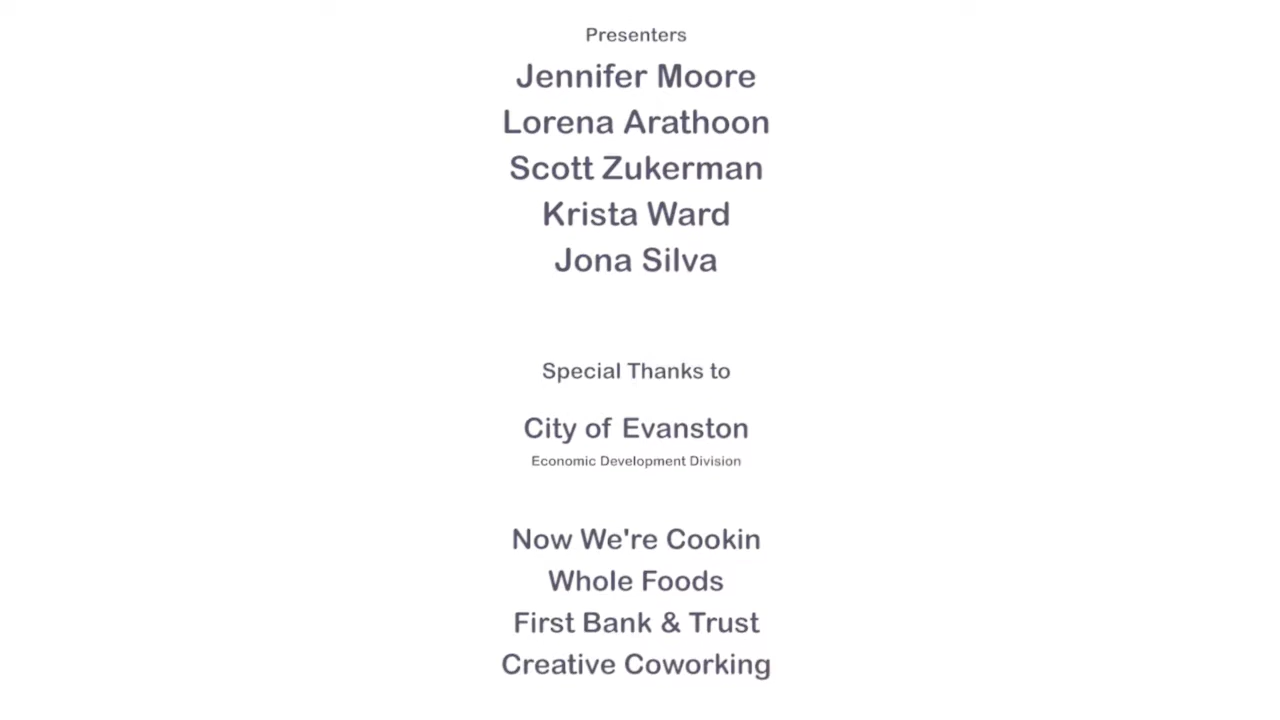 Presenters
Jennifer Moore
Lorena Arathoon
Scott Zukerman
Krista Ward
Jona Silva
Special Thanks to
City of Evanston
Economic Development Division
Now We're Cookin
Whole Foods
First Bank & Trust
Creative Coworking